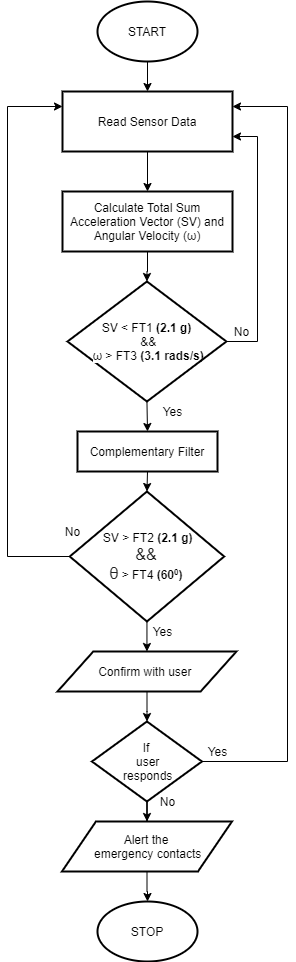 START
Read Sensor Data
Calculate Total Sum
Acceleration Vector (SV) and
Angular Velocity (ω)
SV < FT1 (2.1 g)
&&
ω > FT3 (3.1 rads/s)
No
Yes
Complementary Filter
No
SV > FT2 (2.1 g)
&&
θ > FT4 (60⁰)
Yes
Confirm with user
If
user
responds
Yes
No
Alert the
emergency contacts
STOP